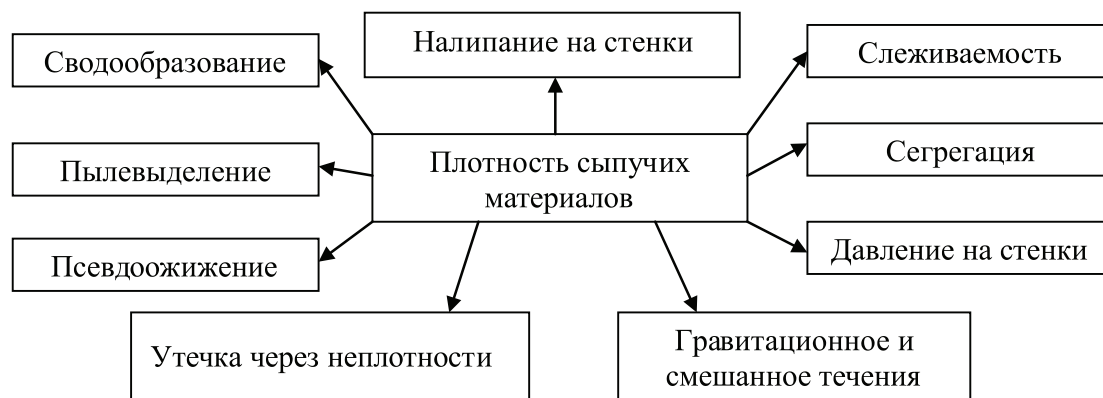 Налипание на стенки
Сводообразование
Слеживаемость
Плотность сыпучих
материалов
Пылевыделение
Сегрегация
Псевдоожижение
Давление на стенки
Утечка через неплотности
Гравитационное и
смешанное течения